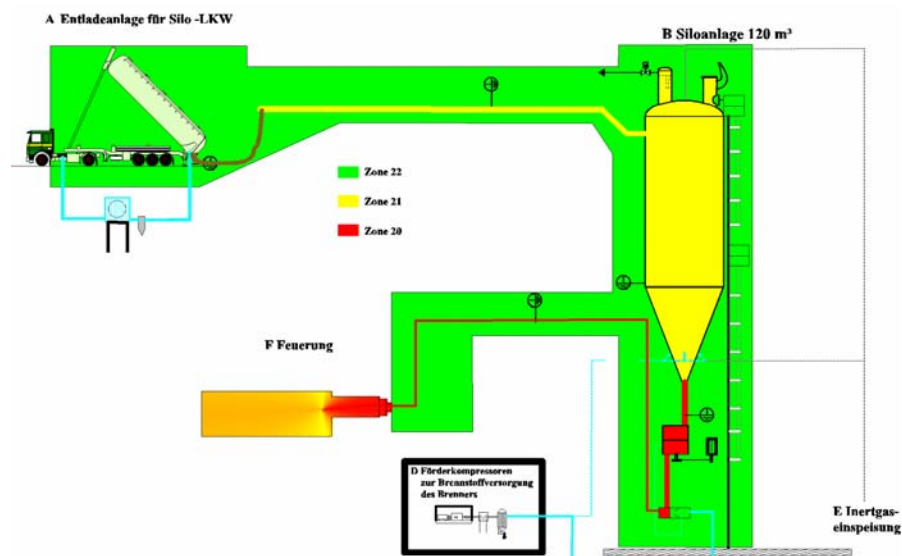 A Entladeanlage für Silo -LKW
B Siloanlage 120 m³
Zone 22
Zone 21
Zone 20
F Feuerung
D Förderkompressoren
zur Brennstoffversorgung
des Brenners
E Inertgas-
einspeisung